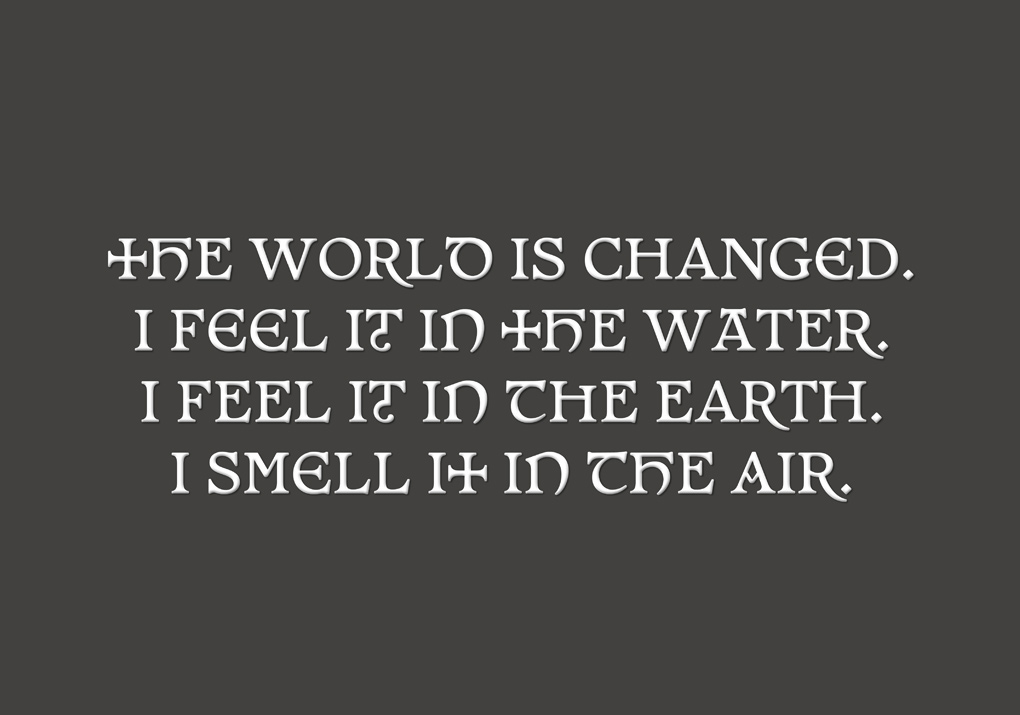 THE WORLD IS CHANGED.
I FEEL IT IN THE WATER.
I FEEL IT IN THE EARTH.
I SMELL IT IN THE AIR.